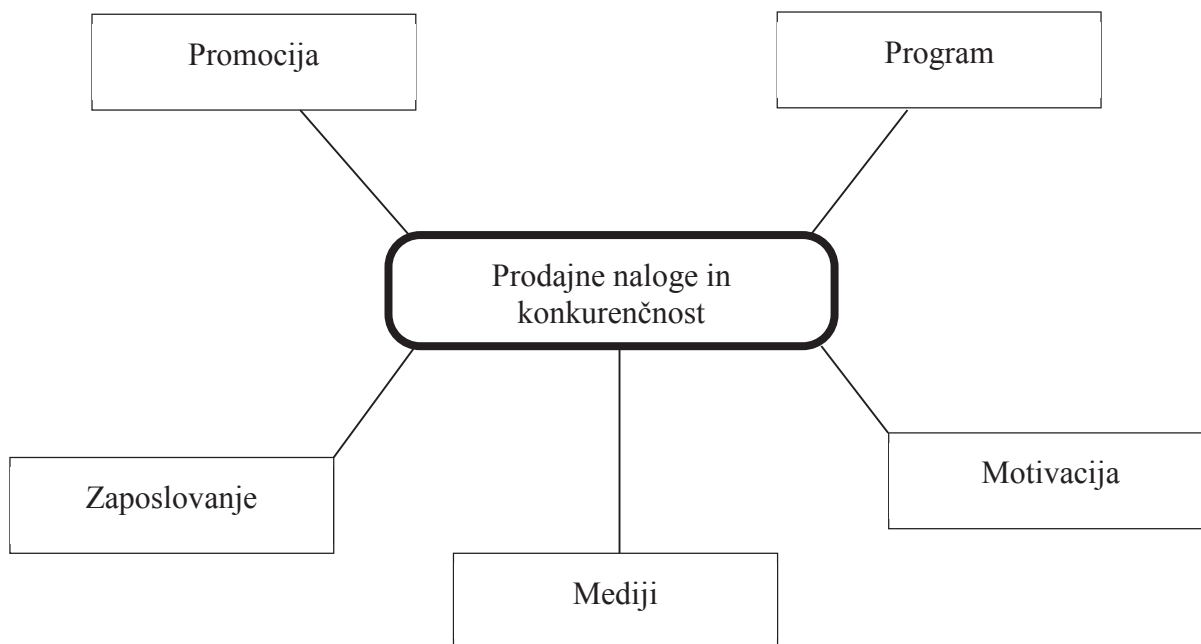 Promocija
Program
Prodajne naloge in
konkurenčnost
Zaposlovanje
Motivacija
Mediji